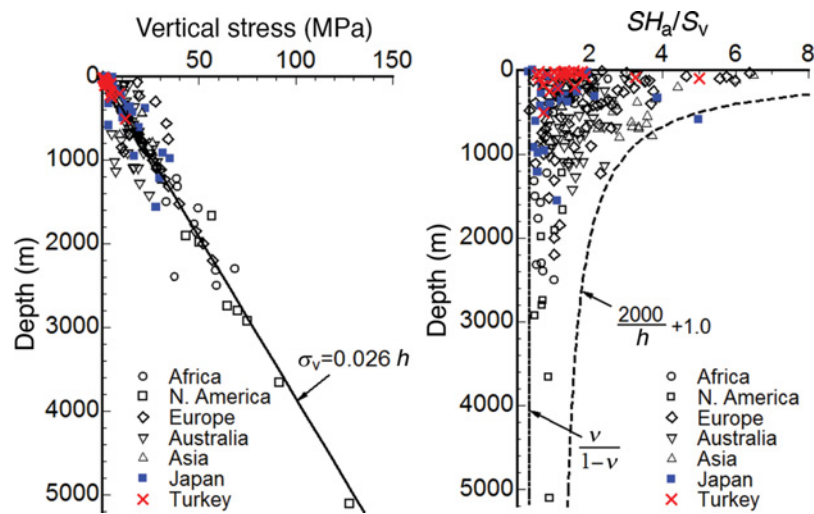 Vertical stress (MPa)
0 50 100 150
0
1000
2000
3000
4000
5000
Depth (m)
σv=0.026 h
Africa
N. America
Europe
Australia
Asia
Japan
Turkey
SHa/Sv
0 2 4 6 8
0
1000
2000
3000
4000
5000
Depth (m)
2000
h
+1.0
ν
1−ν
Africa
N. America
Europe
Australia
Asia
Japan
Turkey